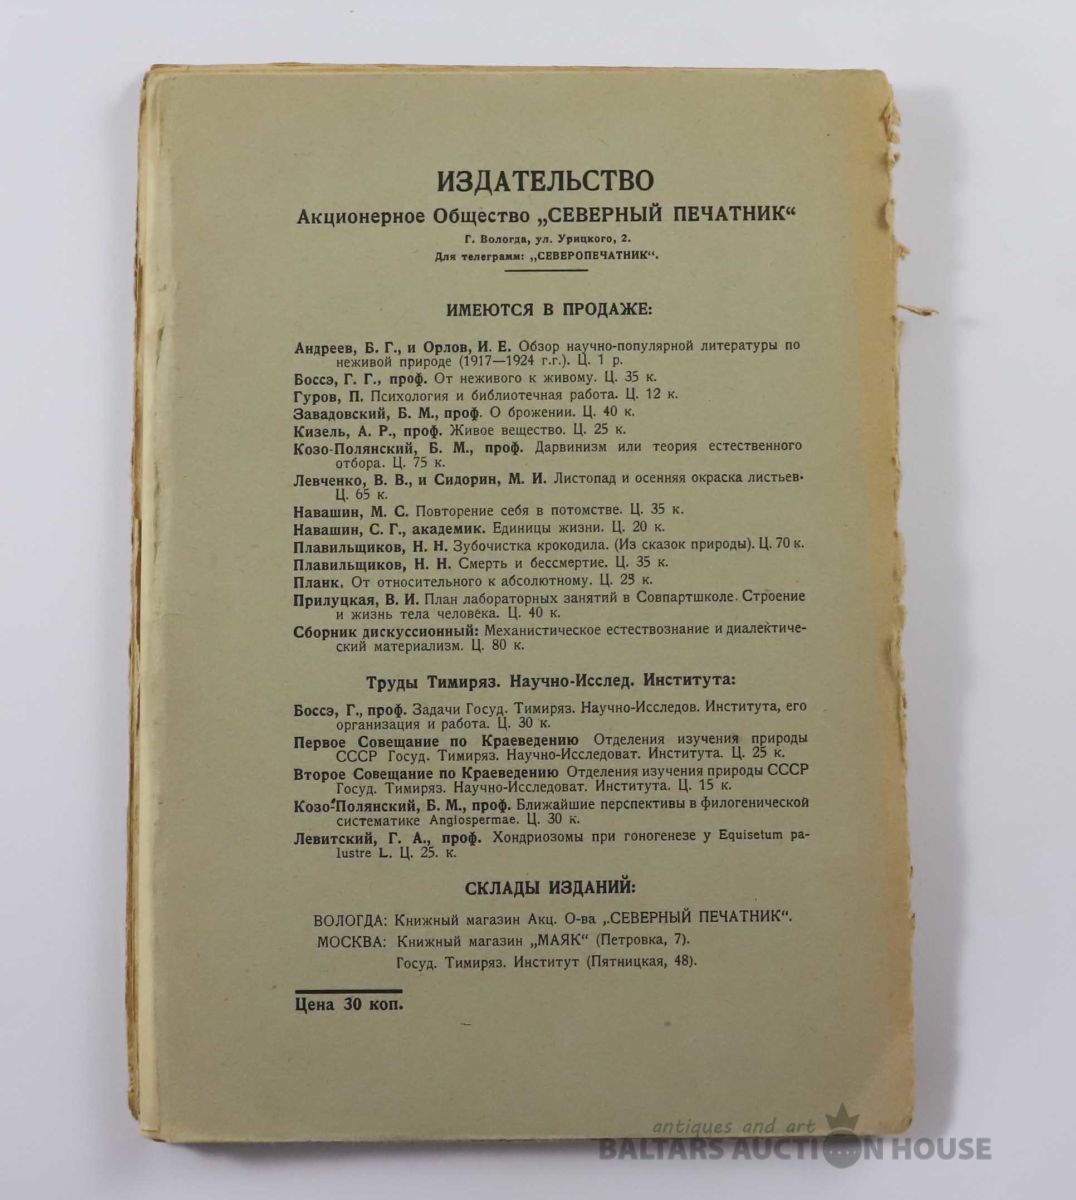 ИЗДАТЕЛЬСТВО
Акционерное Общество „СЕВЕРНЫЙ ПЕЧАТНИК“
Г. Вологда, ул. Урицкого, 2.
Для телеграмм: „СЕВЕРОПЕЧАТНИК“.
ИМЕЮТСЯ В ПРОДАЖЕ:
Андреев, Б. Г., и Орлов, И. Е. Обзор научно-популярной литературы по
неживой природе (1917—1924 г.г.). Ц. 1 р.
Боссэ, Г. Г., проф. От неживого к живому. Ц. 35 к.
Гуров, П. Психология и библиотечная работа. Ц. 12 к.
Завадовский, Б. М., проф. О брожении. Ц. 40 к.
Кизель, А. Р., проф. Живое вещество. Ц. 25 к.
Козо-Полянский, Б. М., проф. Дарвинизм или теория естественного
отбора. Ц. 75 к.
Левченко, В. В., и Сидорин, М. И. Листопад и осенняя окраска листьев.
Ц. 65 к.
Навашин, М. С. Повторение себя в потомстве. Ц. 35 к.
Навашин, С. Г., академик. Единицы жизни. Ц. 20 к.
Плавильщиков, Н. Н. Зубочистка крокодила. (Из сказок природы). Ц. 70 к.
Плавильщиков, Н. Н. Смерть и бессмертие. Ц. 35 к.
Планк. От относительного к абсолютному. Ц. 25 к.
Прилуцкая, В. И. План лабораторных занятий в Совпартшколе. Строение
и жизнь тела человека. Ц. 40 к.
Сборник дискуссионный: Механистическое естествознание и диалектиче-
ский материализм. Ц. 80 к.
Труды Тимиряз. Научно-Исслед. Института:
Боссэ, Г., проф. Задачи Госуд. Тимиряз. Научно-Исследов. Института, его
организация и работа. Ц. 30 к.
Первое Совещание по Краеведению Отделения изучения природы
СССР Госуд. Тимиряз. Научно-Исследоват. Института. Ц. 25 к.
Второе Совещание по Краеведению Отделения изучения природы СССР
Госуд. Тимиряз. Научно-Исследоват. Института. Ц. 15 к.
Козо-Полянский, Б. М., проф. Ближайшие перспективы в филогенической
систематике Angiospermae. Ц. 30 к.
Левитский, Г. А., проф. Хондриозомы при гоногенезе у Equisetum pa-
lustre L. Ц. 25. к.
СКЛАДЫ ИЗДАНИЙ:
ВОЛОГДА: Книжный магазин Акц. О-ва „СЕВЕРНЫЙ ПЕЧАТНИК“.
МОСКВА: Книжный магазин „МАЯК“ (Петровка, 7).
Госуд. Тимиряз. Институт (Пятницкая, 48).
Цена 30 коп.
antiques and art
BALTARS AUCTION HOUSE